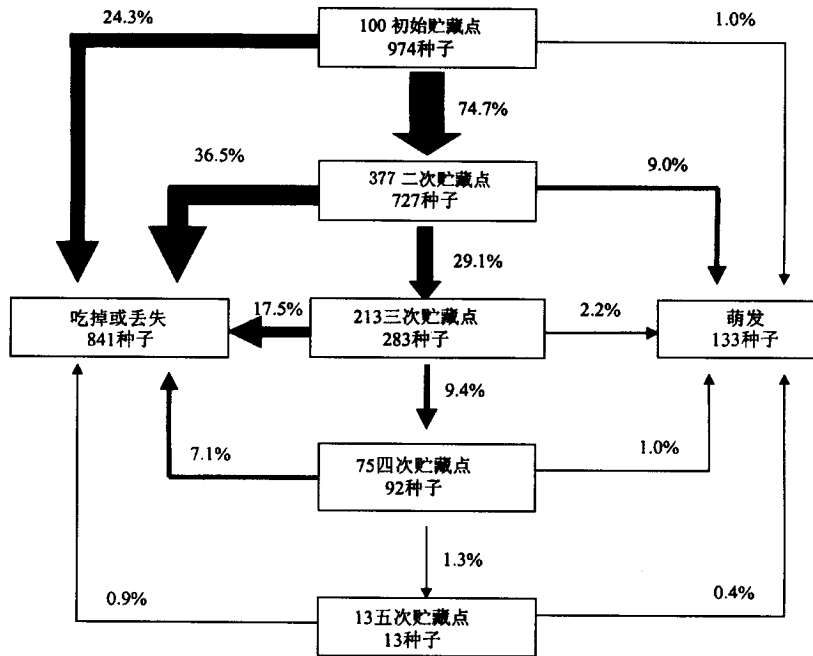 24.3%
100 初始贮藏点
974种子
1.0%
74.7%
36.5%
377 二次贮藏点
727种子
9.0%
29.1%
吃掉或丢失
841种子
17.5%
213三次贮藏点
283种子
2.2%
萌发
133种子
9.4%
7.1%
75四次贮藏点
92种子
1.0%
1.3%
0.9%
13五次贮藏点
13种子
0.4%